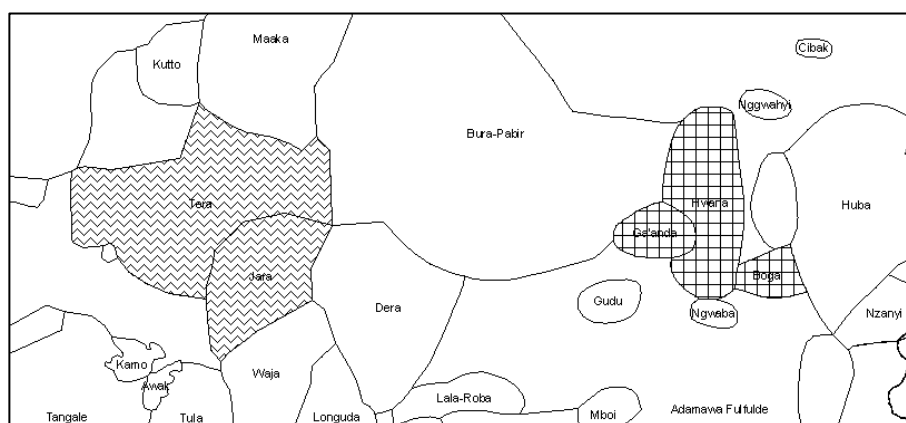 Maaka
Cibak
Kutto
Nggwahyi
Bura-Pabir
Tera
Hwana
Huba
Ga'anda
Jara
Boga
Gudu
Dera
Ngwaba
Nzanyi
Kamo
Waja
Awak
Lala-Roba
Tangale
Tula
Longuda
Mboi
Adamawa Fulfulde